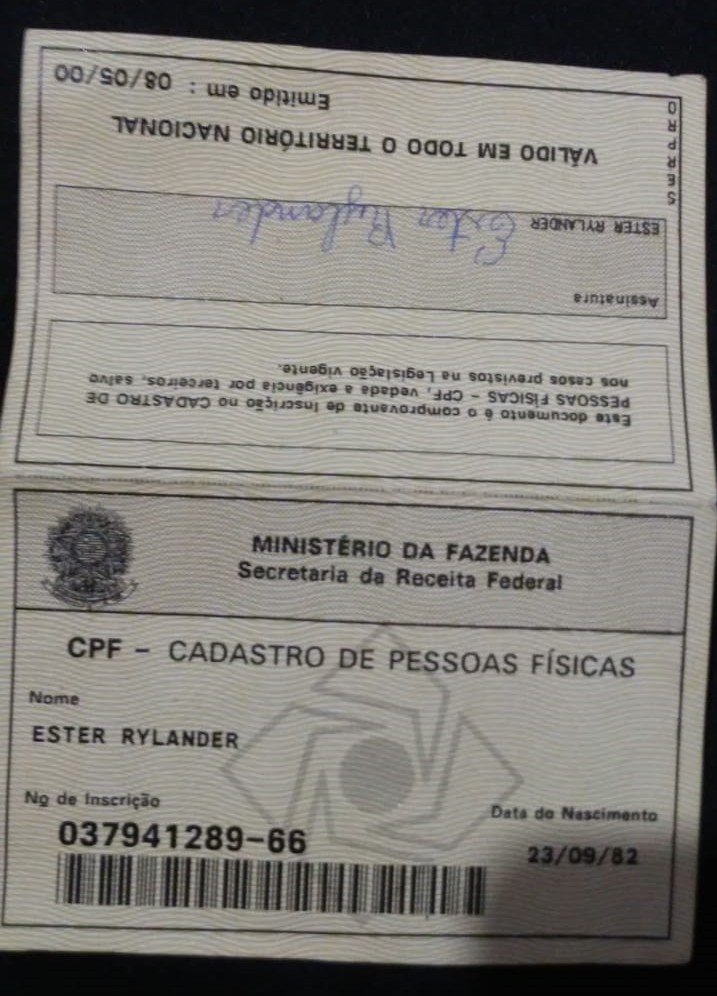 MINISTÉRIO DA FAZENDA
Secretaria da Receita Federal
CPF - CADASTRO DE PESSOAS FÍSICAS
Nome
ESTER RYLANDER
No de Inscrição
037941289-66
Data do Nascimento
23/09/82
Este documento é o comprovante de inscrição no CADASTRO DE
PESSOAS FÍSICAS - CPF, vedada a exigência por terceiros, salvo
nos casos previstos na Legislação vigente.
Assinatura
ESTER RYLANDER
Ester Rylander
VÁLIDO EM TODO O TERRITÓRIO NACIONAL
Emitido em : 08/05/00
SERPRO